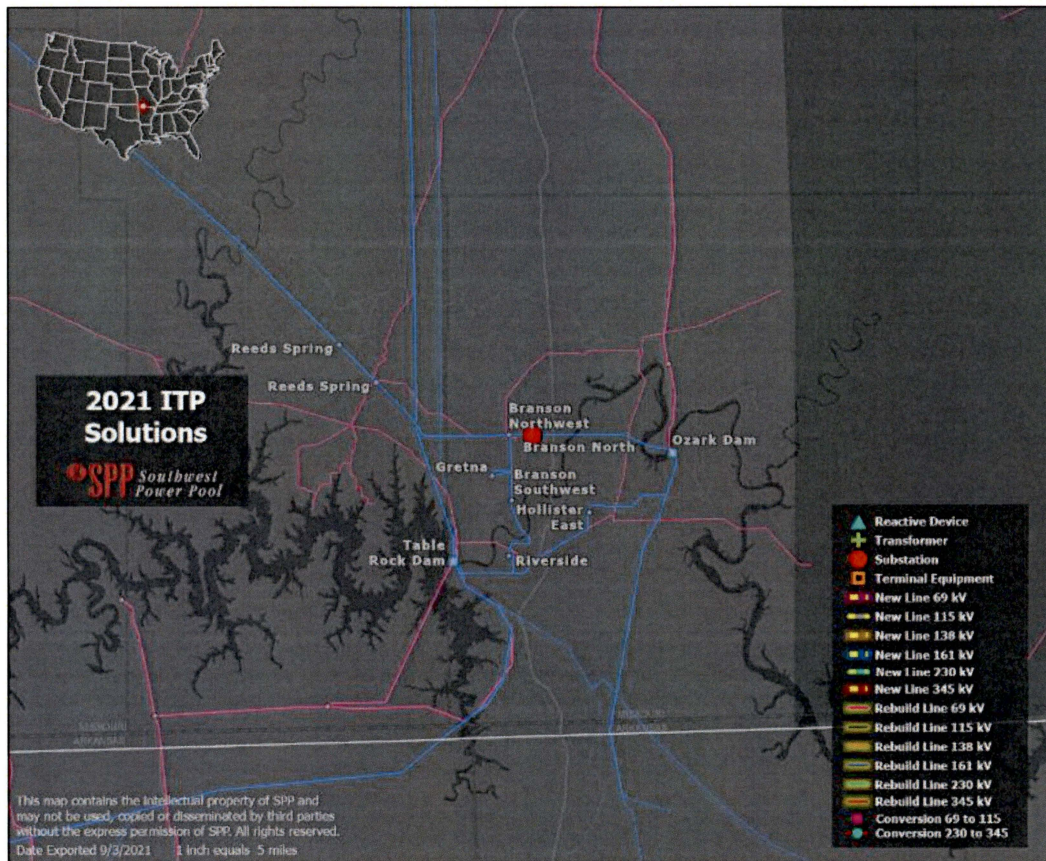 Reeds Spring
Reeds Spring
2021 ITP
Solutions
SPP Southwest
Power Pool
Branson
Northwest
Branson North
Ozark Dam
Gretna
Branson
Southwest
Hollister
East
Table
Rock Dam
Riverside
Reactive Device
Transformer
Substation
Terminal Equipment
New Line 69 kV
New Line 115 kV
New Line 138 kV
New Line 161 kV
New Line 230 kV
New Line 345 kV
Rebuild Line 69 kV
Rebuild Line 115 kV
Rebuild Line 138 kV
Rebuild Line 161 kV
Rebuild Line 230 kV
Rebuild Line 345 kV
Conversion 69 to 115
Conversion 230 to 345
MISSOURI
ARKANSAS
MISSOURI
ARKANSAS
This map contains the intellectual property of SPP and
may not be used, copied or disseminated by third parties
without the express permission of SPP. All rights reserved.
Date Exported 9/3/2021 1 inch equals 5 miles